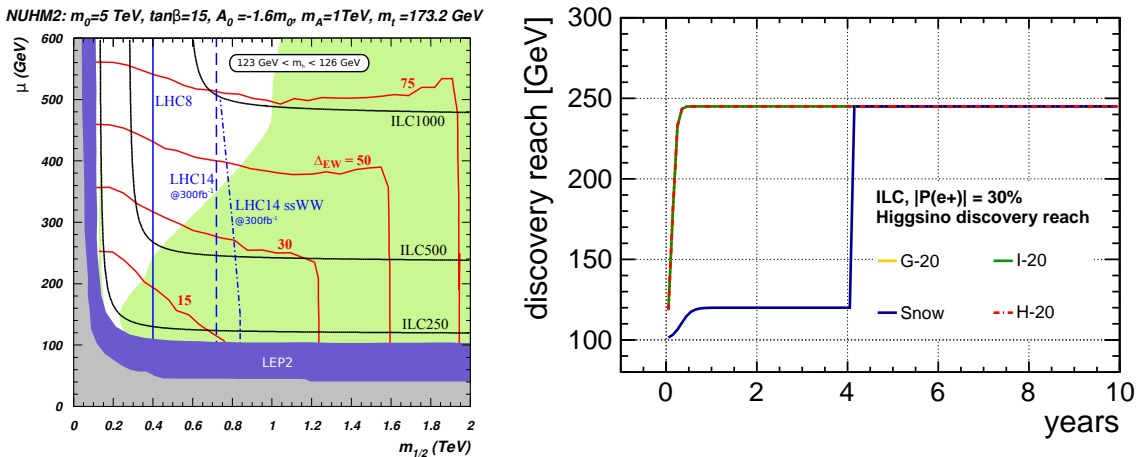 NUHM2: m0=5 TeV, tanβ=15, A0 =-1.6m0, mA=1TeV, mt =173.2 GeV
μ (GeV)
600
500
400
300
200
100
0
0 0.2 0.4 0.6 0.8 1 1.2 1.4 1.6 1.8 2
m1/2 (TeV)
123 GeV < mh < 126 GeV
75
LHC8
ILC1000
ΔEW = 50
LHC14
@300fb-1
LHC14 ssWW
@300fb-1
30
ILC500
15
ILC250
LEP2
discovery reach [GeV]
300
250
200
150
100
0 2 4 6 8 10
years
ILC, |P(e+)| = 30%
Higgsino discovery reach
G-20 I-20
Snow H-20